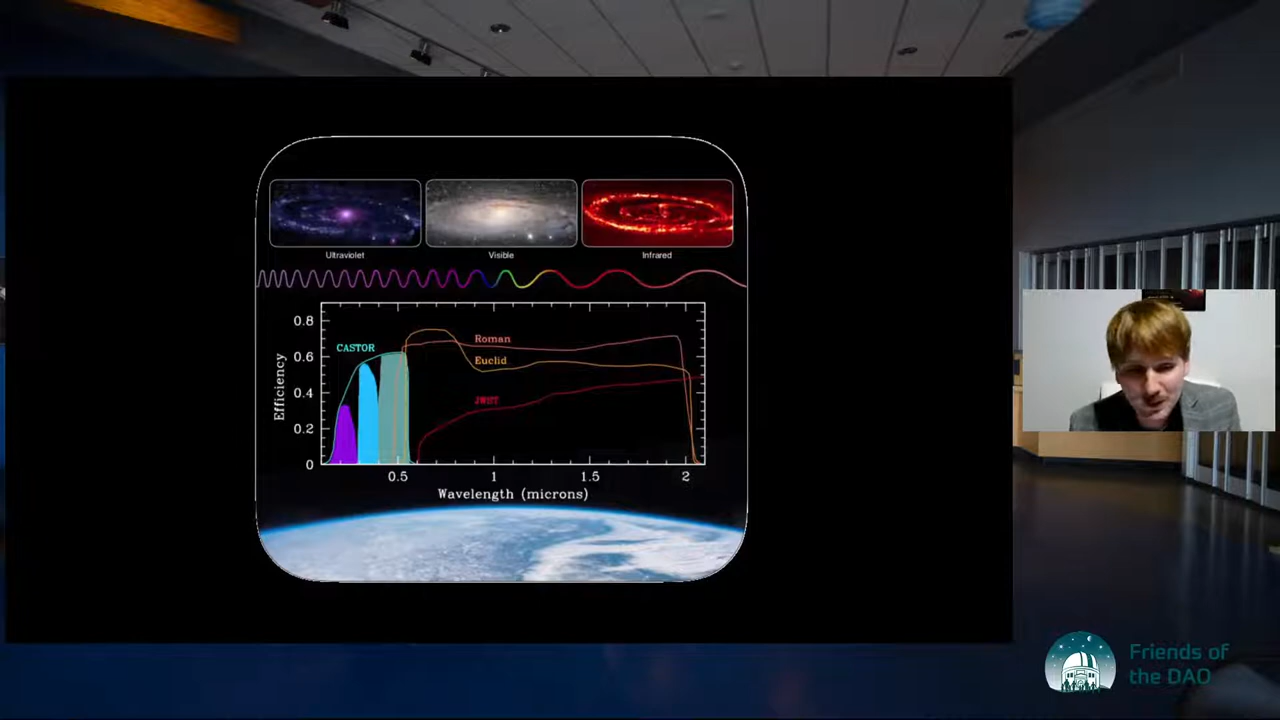 Ultraviolet
Visible
Infrared
0.8
0.6
0.4
0.2
0
Efficiency
CASTOR
Roman
Euclid
JWST
0.5
1
1.5
2
Wavelength (microns)
Friends of
the DAO